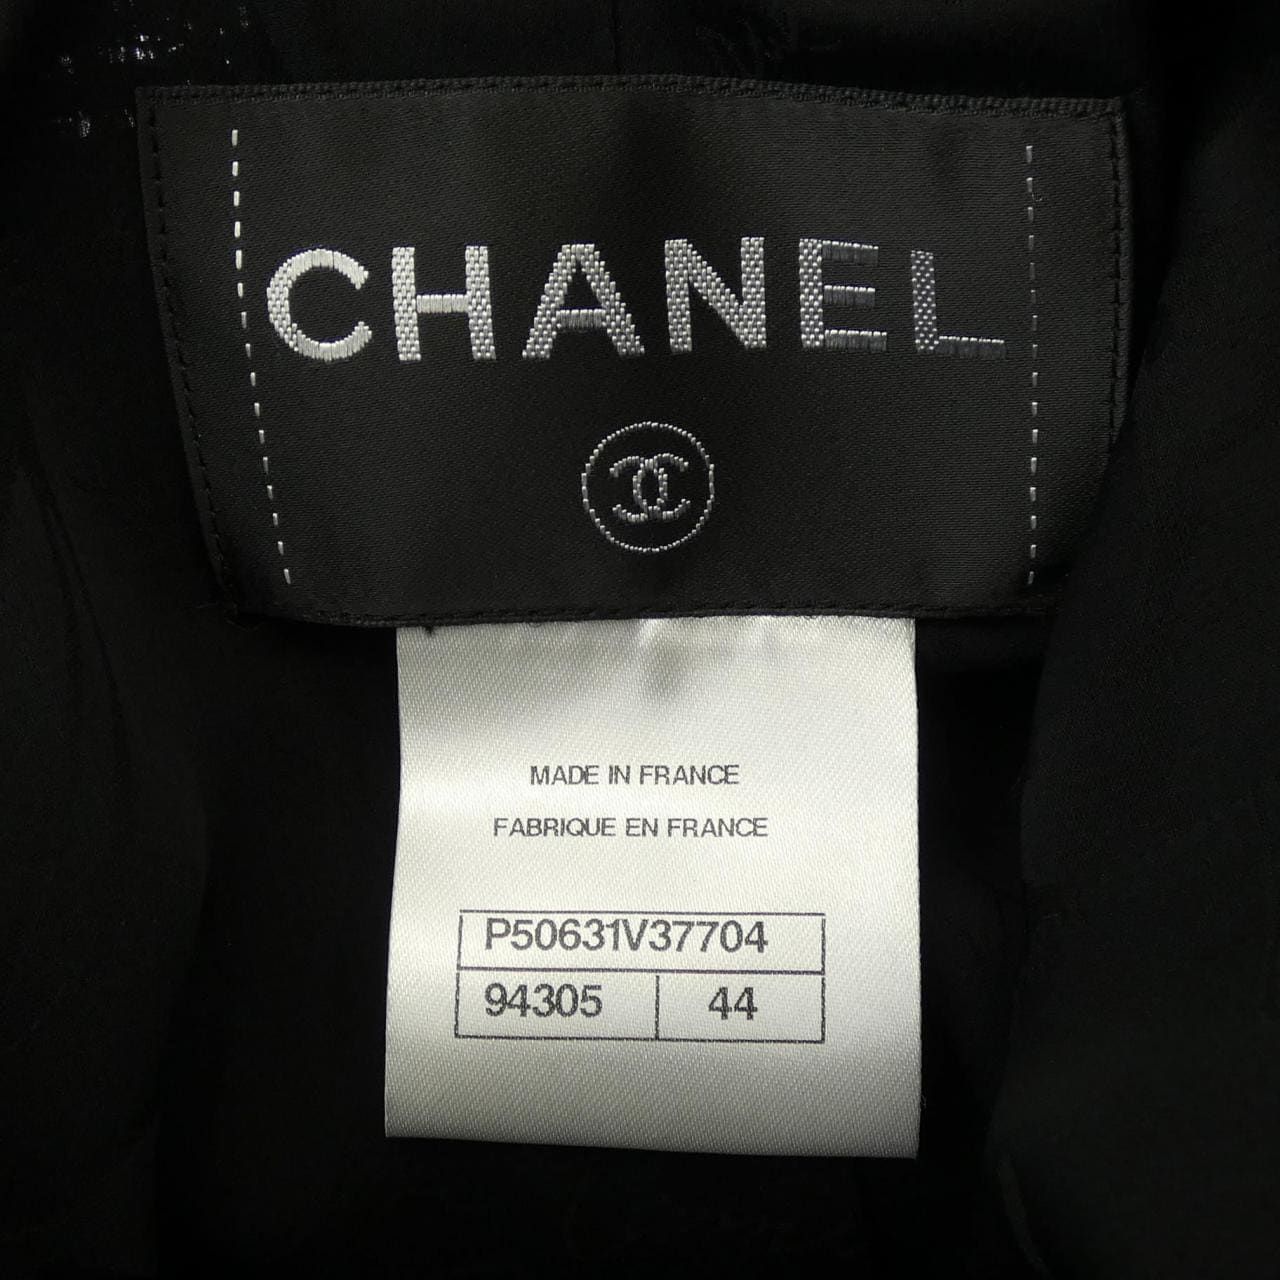 CHANEL
MADE IN FRANCE
FABRIQUE EN FRANCE
P50631V37704
94305 44